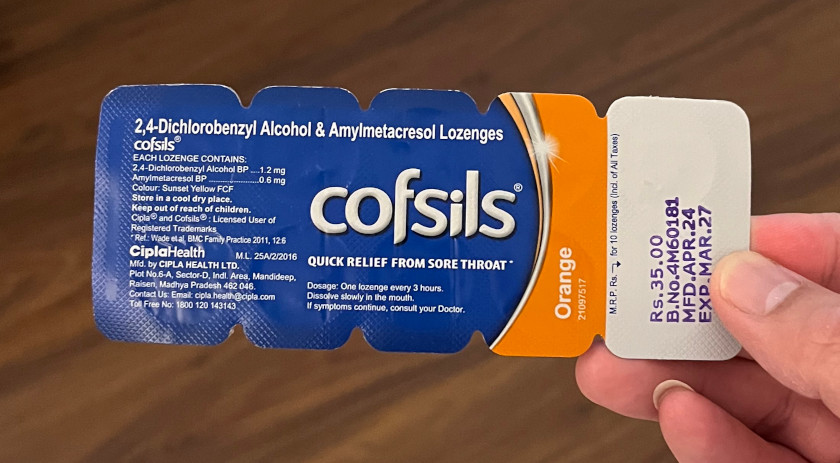 2,4-Dichlorobenzyl Alcohol & Amylmetacresol Lozenges
cofsils®
EACH LOZENGE CONTAINS:
2,4-Dichlorobenzyl Alcohol BP ....1.2 mg
Amylmetacresol BP ........................0.6 mg
Colour: Sunset Yellow FCF
Store in a cool dry place.
Keep out of reach of children.
Cipla® and Cofsils® : Licensed User of
Registered Trademarks
* Ref.: Wade et al, BMC Family Practice 2011, 12:6
CiplaHealth M.L. 25A/2/2016
Mfd. by CIPLA HEALTH LTD.
Plot No.6-A, Sector-D, Indl. Area, Mandideep,
Raisen, Madhya Pradesh 462 046.
Contact Us: Email: cipla.health@cipla.com
Toll Free No: 1800 120 143143
cofsils®
QUICK RELIEF FROM SORE THROAT*
Dosage: One lozenge every 3 hours.
Dissolve slowly in the mouth.
If symptoms continue, consult your Doctor.
Orange
21097517
M.R.P. Rs. → for 10 lozenges (Incl. of All Taxes)
Rs.35.00
B.No.4M60181
MFD.APR.24
EXP.MAR.27